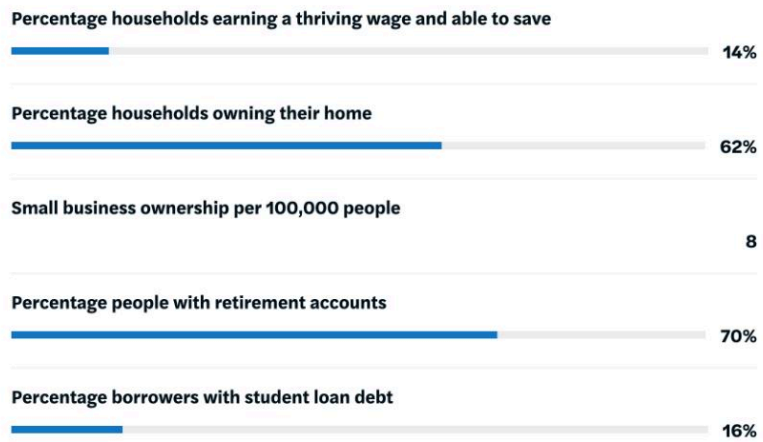 Percentage households earning a thriving wage and able to save
14%
Percentage households owning their home
62%
Small business ownership per 100,000 people
8
Percentage people with retirement accounts
70%
Percentage borrowers with student loan debt
16%